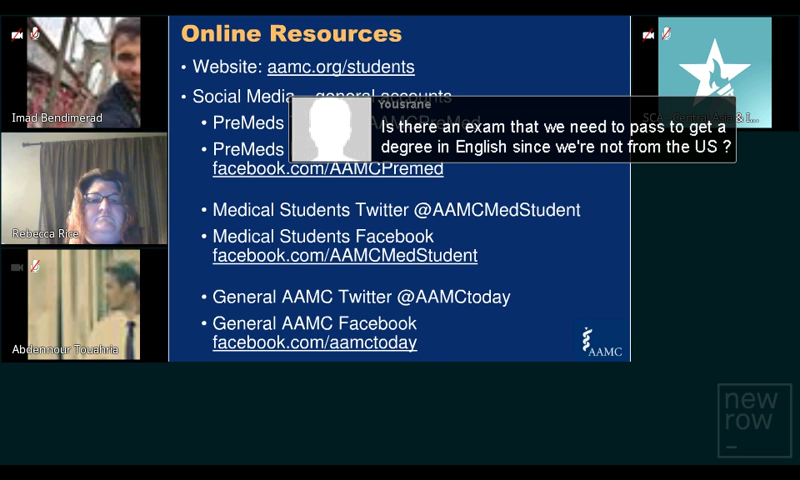 Online Resources
• Website: aamc.org/students
• Social Media – general accounts
• PreMeds
• PreMeds
facebook.com/AAMCPremed
• Medical Students Twitter @AAMCMedStudent
• Medical Students Facebook
facebook.com/AAMCMedStudent
• General AAMC Twitter @AAMCtoday
• General AAMC Facebook
facebook.com/aamctoday
AAMC
Yousrane
Is there an exam that we need to pass to get a
degree in English since we're not from the US ?
Imad Bendimerad
Rebecca Rice
Abdennour Touahria
new
row